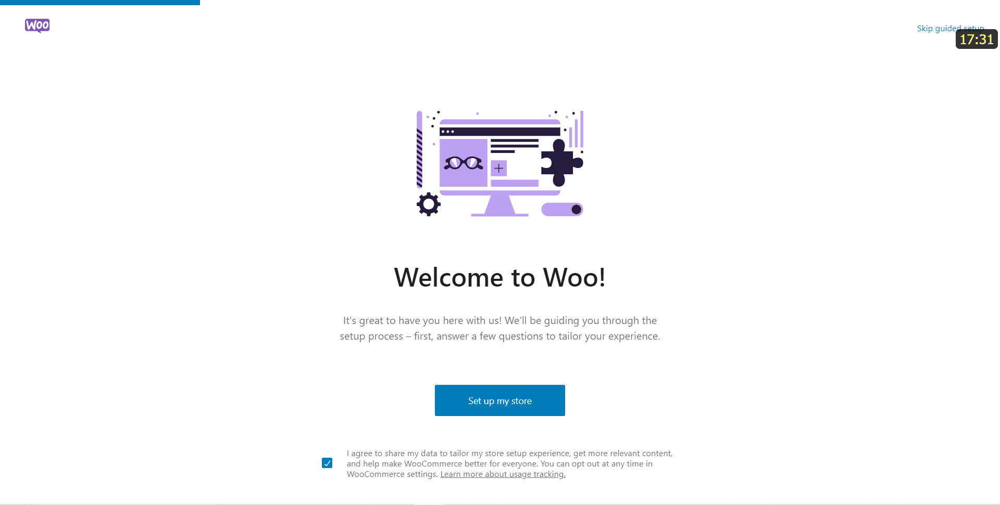 Woo
Skip guided setup
17:31
Welcome to Woo!
It's great to have you here with us! We'll be guiding you through the
setup process – first, answer a few questions to tailor your experience.
Set up my store
I agree to share my data to tailor my store setup experience, get more relevant content,
and help make WooCommerce better for everyone. You can opt out at any time in
WooCommerce settings. Learn more about usage tracking.